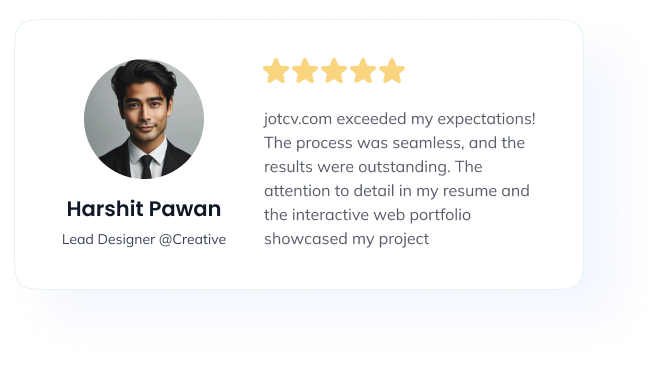 Harshit Pawan
Lead Designer @Creative
jotcv.com exceeded my expectations!
The process was seamless, and the
results were outstanding. The
attention to detail in my resume and
the interactive web portfolio
showcased my project